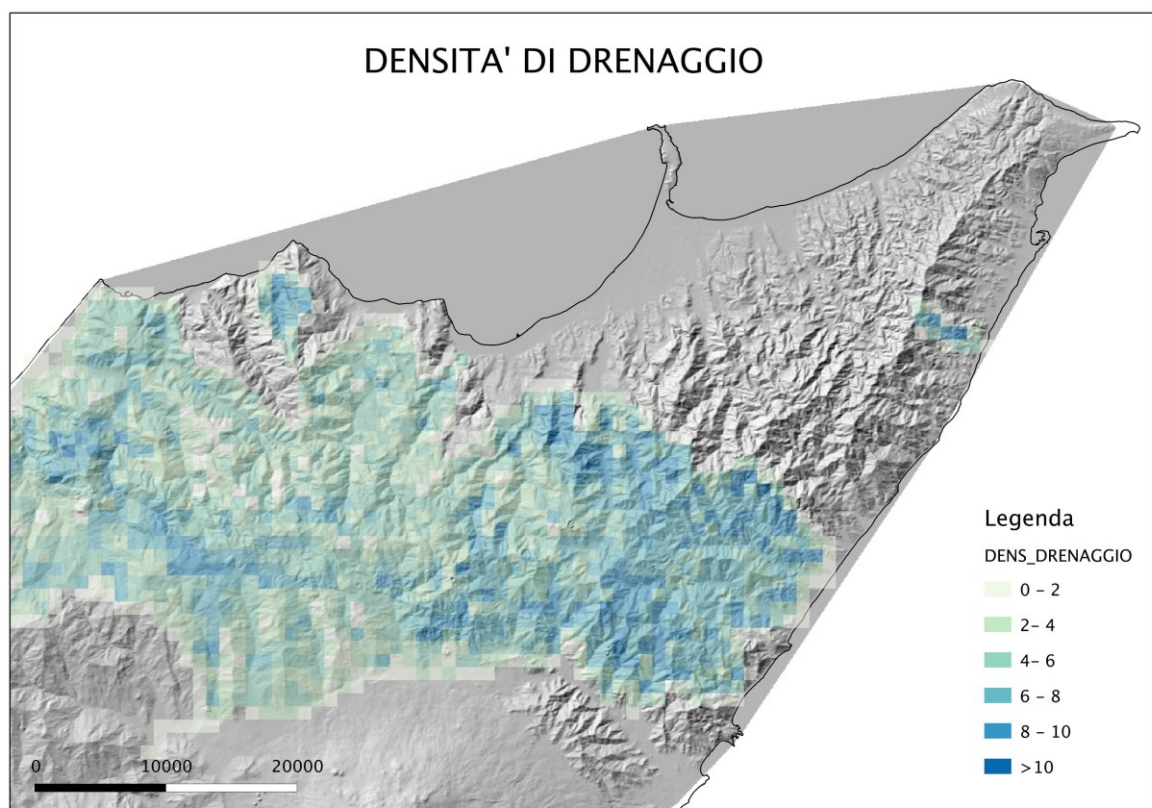 DENSITA' DI DRENAGGIO
Legenda
DENS_DRENAGGIO
0 – 2
2– 4
4– 6
6 – 8
8 – 10
>10
0 10000 20000